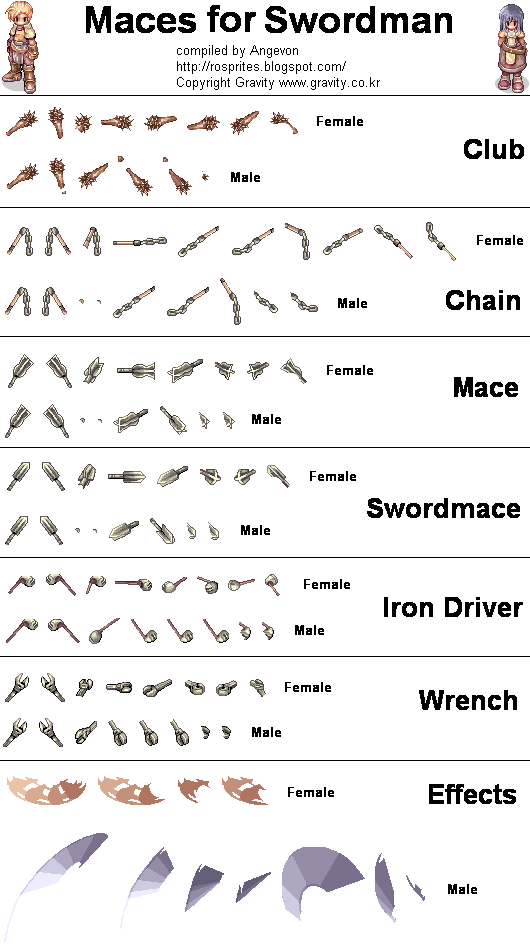 Maces for Swordman
compiled by Angevon
http://rosprites.blogspot.com/
Copyright Gravity www.gravity.co.kr
Female
Club
Male
Female
Chain
Male
Female
Mace
Male
Female
Swordmace
Male
Female
Iron Driver
Male
Female
Wrench
Male
Female
Effects
Male